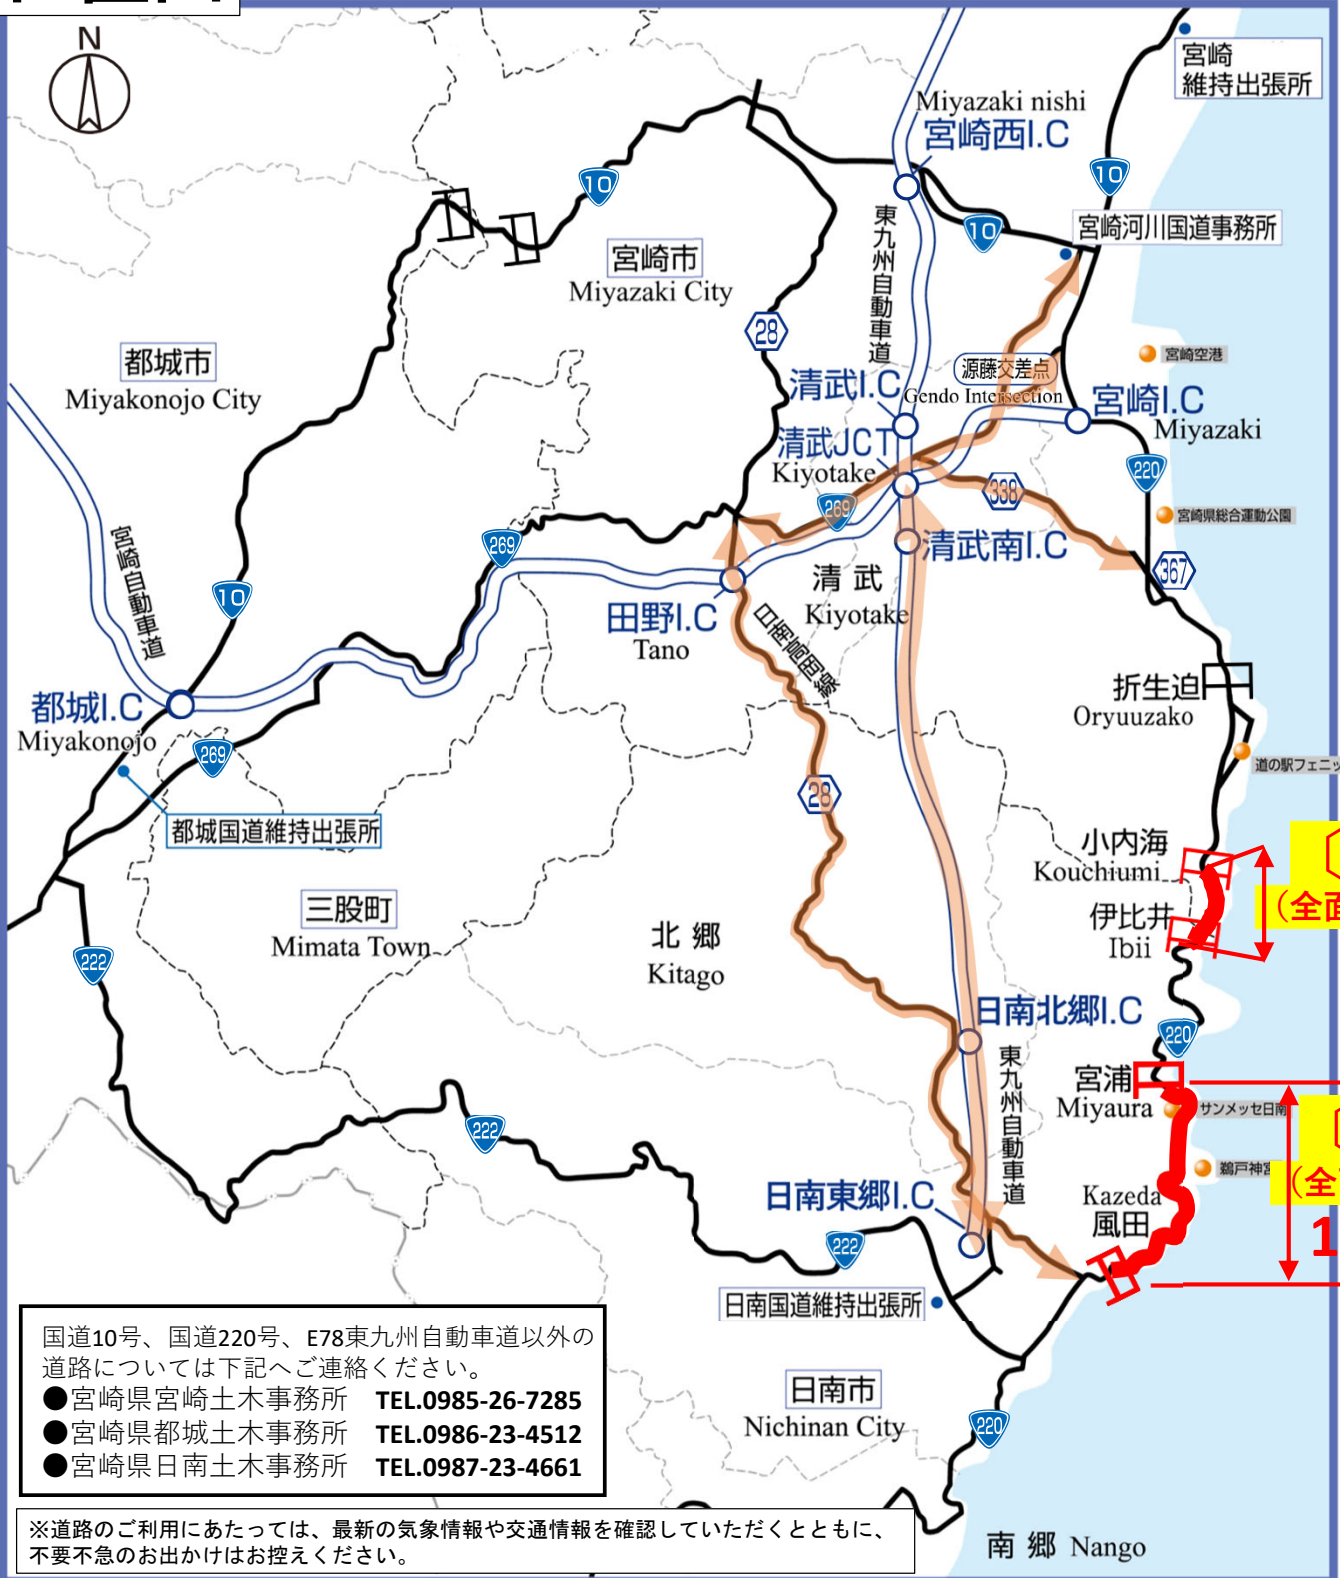 N
宮崎
維持出張所
Miyazaki nishi
宮崎西I.C
10
10
10
宮崎河川国道事務所
東九州自動車道
宮崎市
Miyazaki City
28
都城市
Miyakonojo City
宮崎空港
源藤交差点
Gendo Intersection
清武I.C
宮崎I.C
Miyazaki
清武JCT
Kiyotake
220
338
269
宮崎県総合運動公園
269
清武南I.C
367
宮崎自動車道
10
清武
Kiyotake
田野I.C
Tano
日南高岡線
折生迫
Oryuuzako
都城I.C
Miyakonojo
269
道の駅フェニッ
28
都城国道維持出張所
小内海
Kouchiumi
(全面
伊比井
Ibii
三股町
Mimata Town
北郷
Kitago
222
日南北郷I.C
220
東九州自動車道
宮浦
Miyaura
サンメッセ日南
222
鵜戸神宮
(全
日南東郷I.C
Kazeda
風田
1
222
日南国道維持出張所
国道10号、国道220号、E78東九州自動車道以外の
道路については下記へご連絡ください。
●宮崎県宮崎土木事務所 TEL.0985-26-7285
●宮崎県都城土木事務所 TEL.0986-23-4512
●宮崎県日南土木事務所 TEL.0987-23-4661
日南市
Nichinan City
220
※道路のご利用にあたっては、最新の気象情報や交通情報を確認していただくとともに、
不要不急のお出かけはお控えください。
南郷 Nango